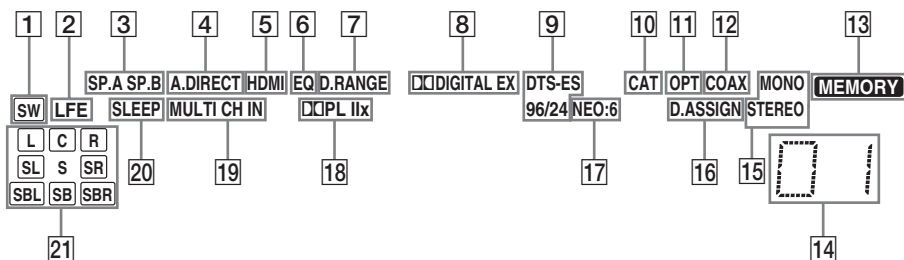 1 2 3 4 5 6 7 8 9 10 11 12 13
SP.A SP.B A.DIRECT HDMI EQ D.RANGE DIGITAL EX DTS-ES CAT OPT COAX MONO MEMORY
SW LFE SLEEP MULTI CH IN PL IIx 96/24 NEO:6 D.ASSIGN STEREO
L C R
SL S SR
SBL SB SBR
01
20 19 18 17 16 15
21 14